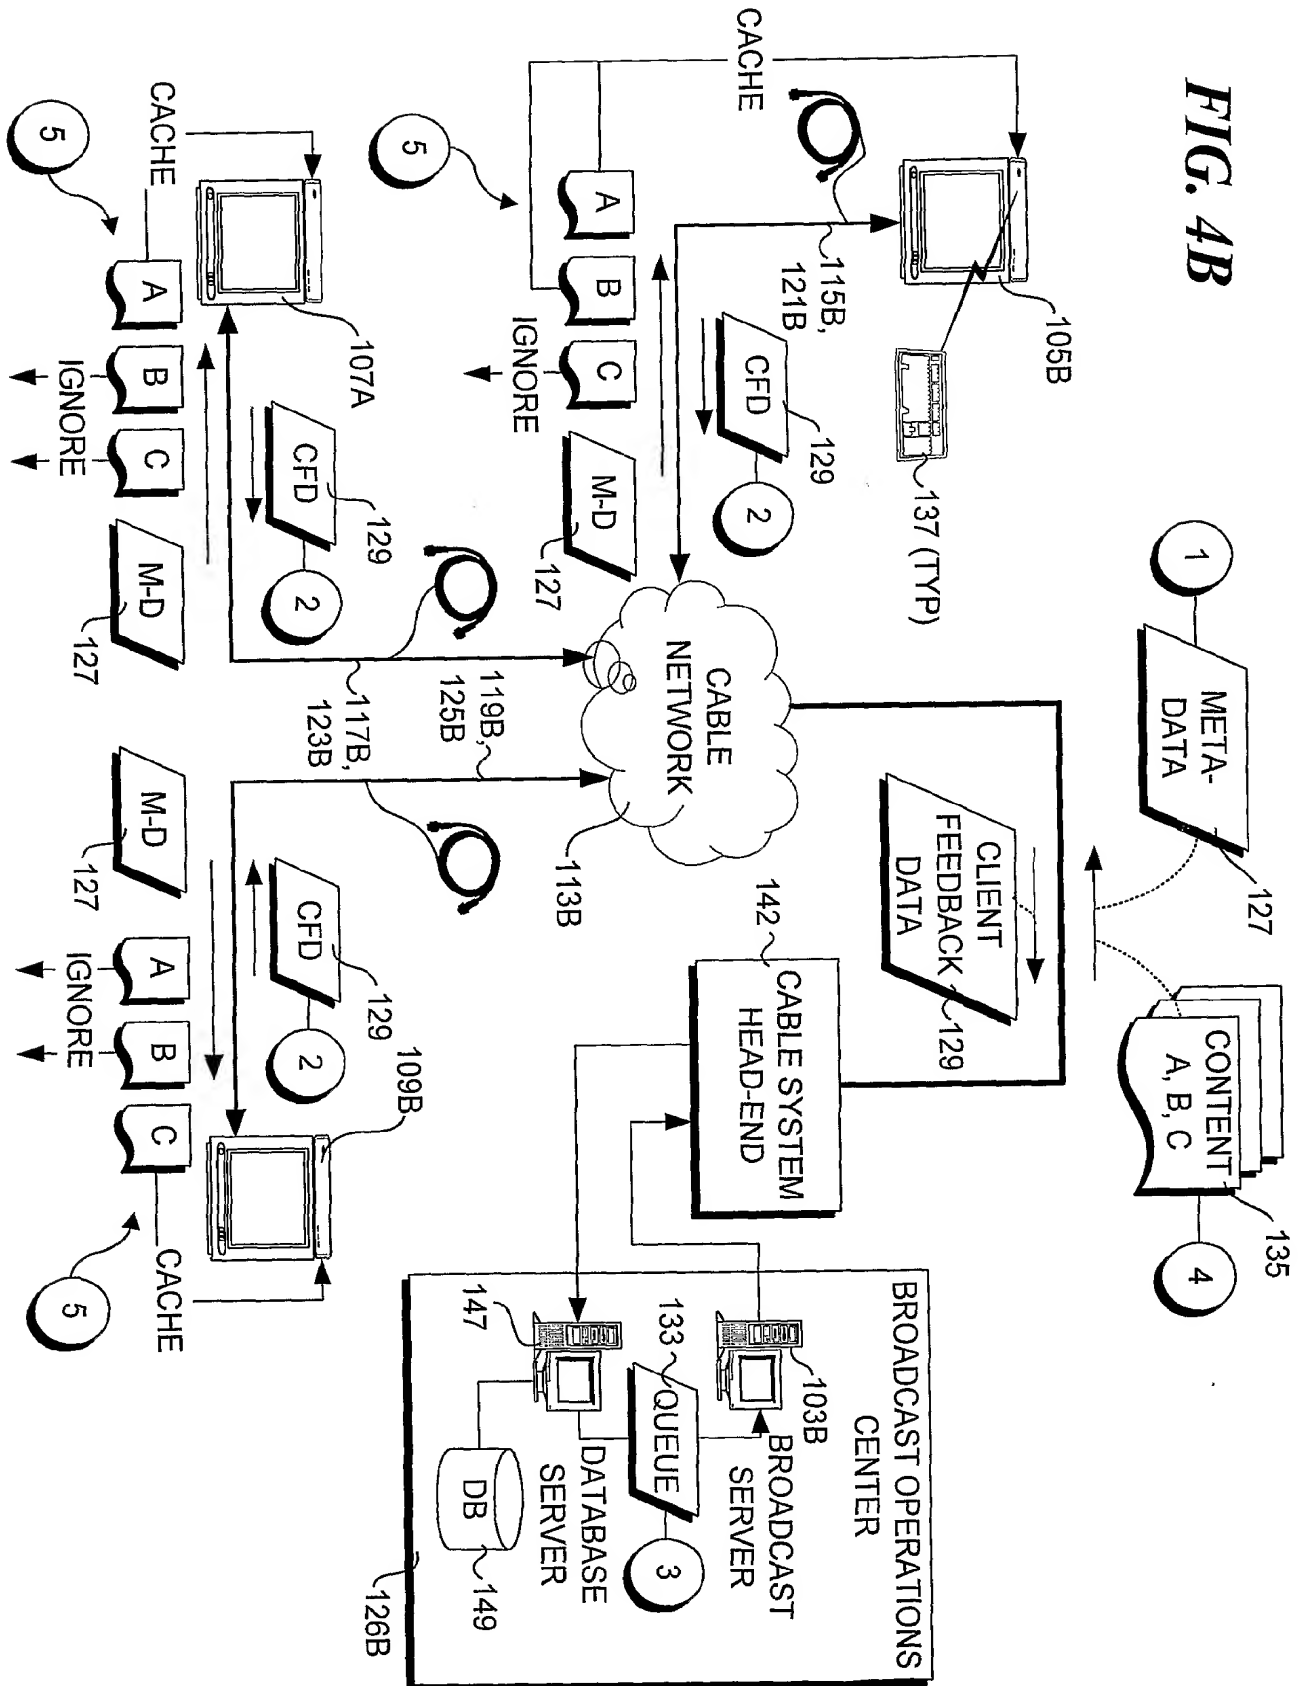 FIG. 4B
1
META-
DATA
127
CONTENT
A, B, C
135
4
CLIENT
FEEDBACK
DATA
129
105B
137 (TYP)
115B,
121B
CFD
129
2
CACHE
A
B
C
IGNORE
M-D
127
5
CABLE
NETWORK
113B
142
CABLE SYSTEM
HEAD-END
BROADCAST OPERATIONS
CENTER
103B
BROADCAST
SERVER
133
QUEUE
3
147
DATABASE
SERVER
DB
149
126B
119B,
125B
117B,
123B
107A
CFD
129
2
CACHE
A
B
C
IGNORE
M-D
127
5
109B
CFD
129
2
M-D
127
A
B
C
IGNORE
CACHE
5